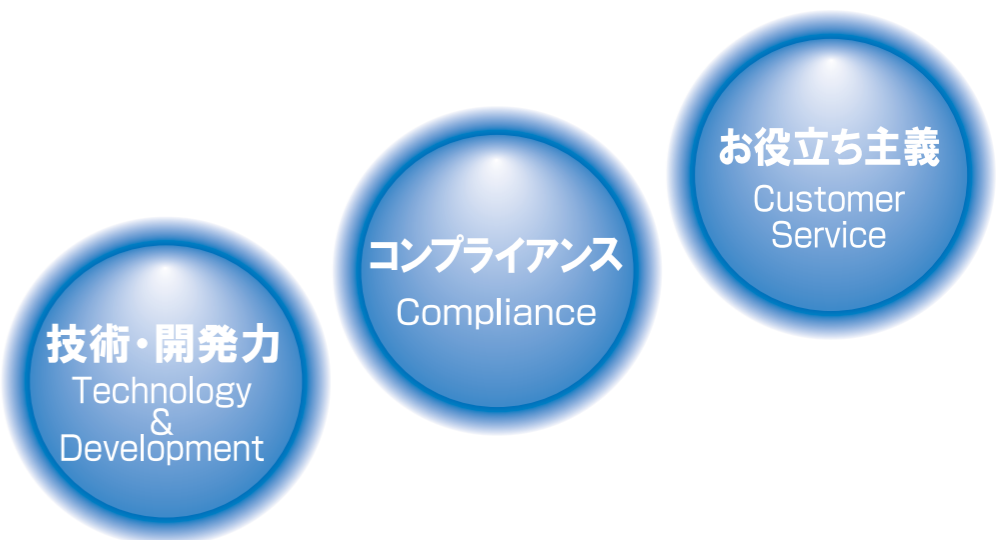 技術・開発力
Technology
&
Development
コンプライアンス
Compliance
お役立ち主義
Customer
Service